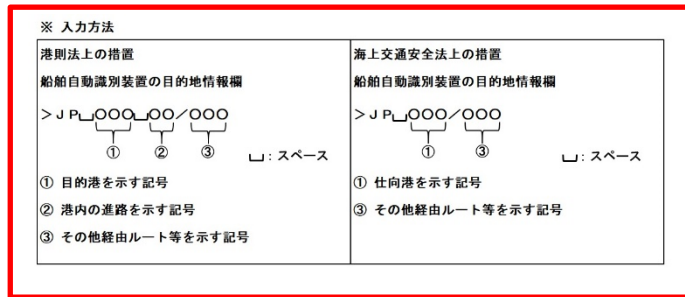 ※ 入力方法
港則法上の措置
船舶自動識別装置の目的地情報欄
>JP␣○○○␣○○／○○○
① ② ③ ␣：スペース
① 目的港を示す記号
② 港内の進路を示す記号
③ その他経由ルート等を示す記号
海上交通安全法上の措置
船舶自動識別装置の目的地情報欄
>JP␣○○○／○○○
① ③ ␣：スペース
① 仕向港を示す記号
③ その他経由ルート等を示す記号